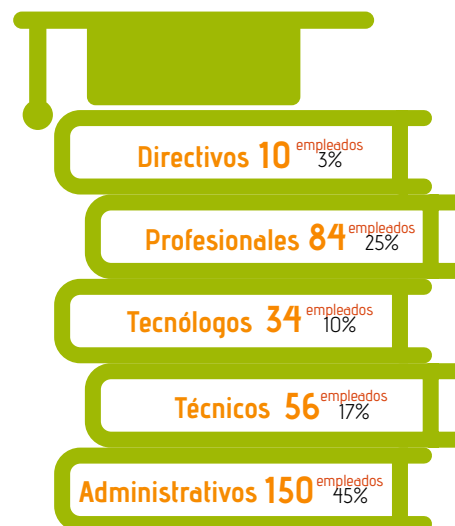 Directivos 10 empleados
3%
Profesionales 84 empleados
25%
Tecnólogos 34 empleados
10%
Técnicos 56 empleados
17%
Administrativos 150 empleados
45%